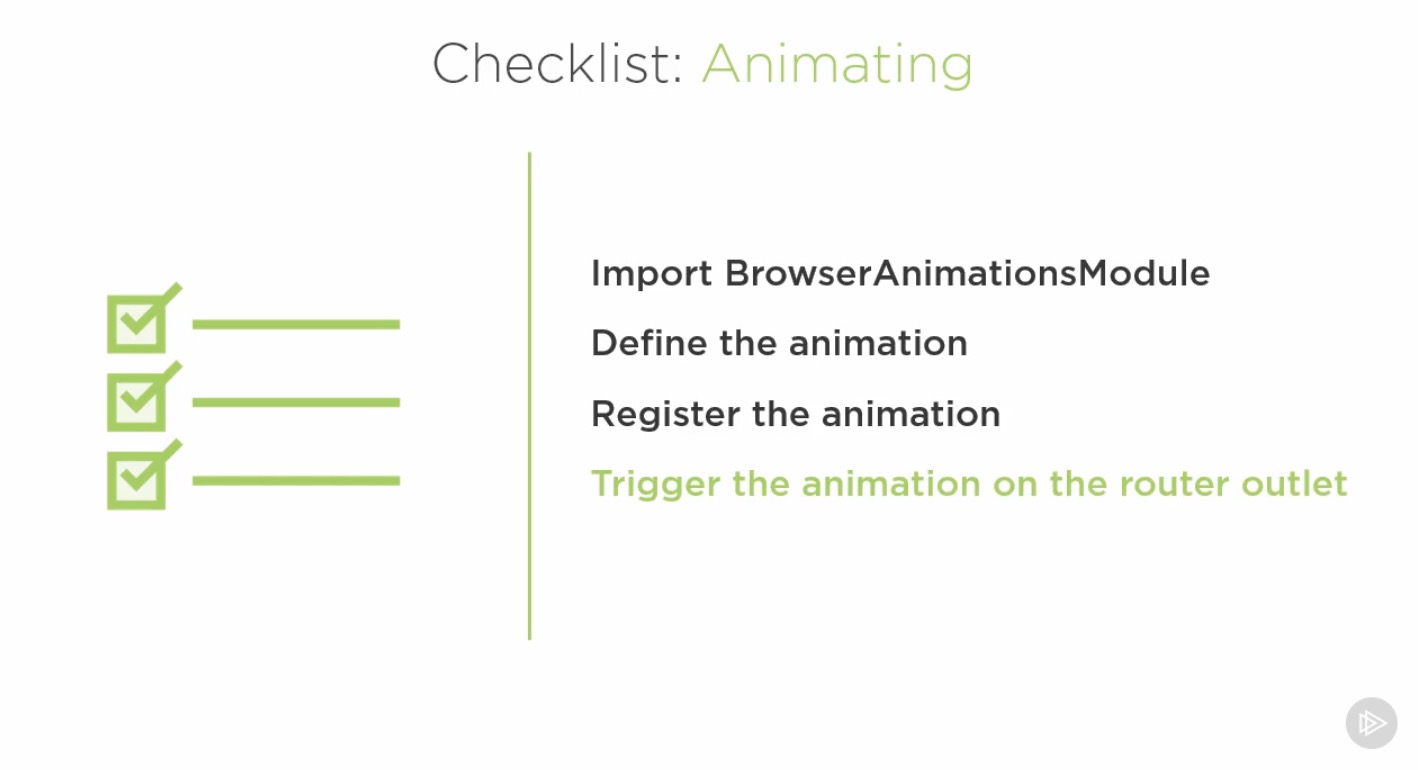 Checklist: Animating
Import BrowserAnimationsModule
Define the animation
Register the animation
Trigger the animation on the router outlet